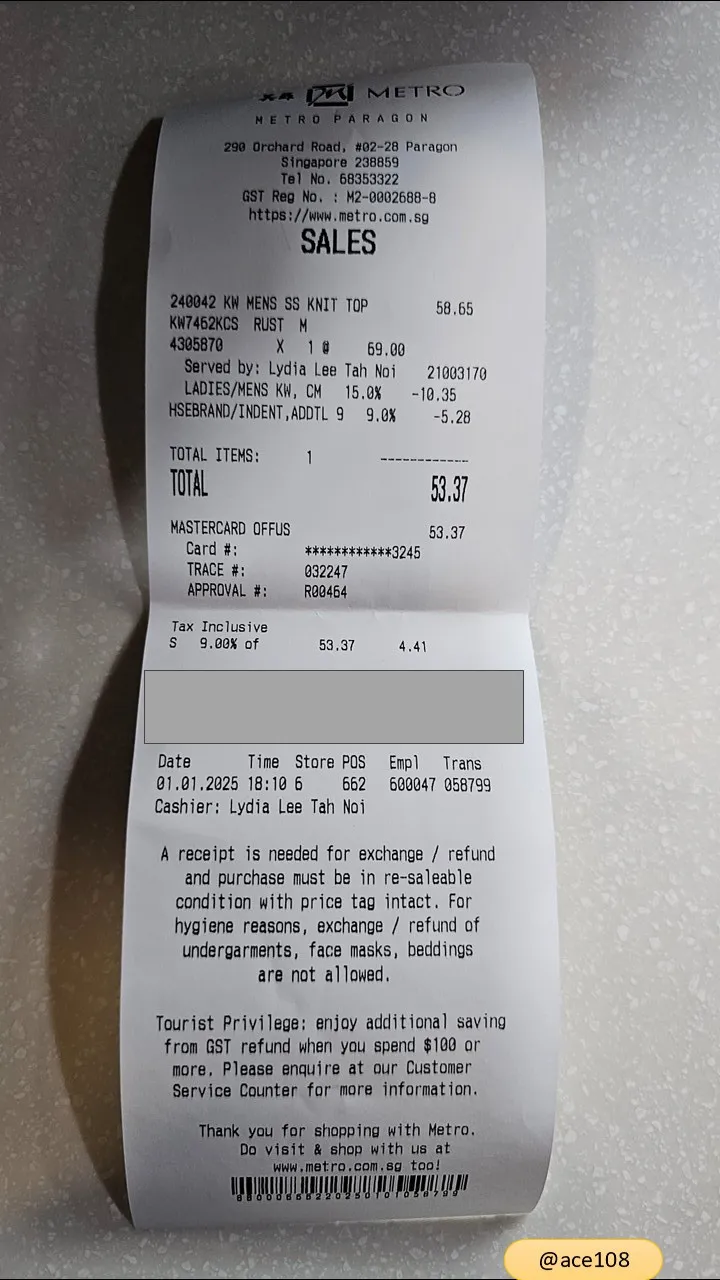 METRO
METRO PARAGON
290 Orchard Road, #02-28 Paragon
Singapore 238859
Tel No. 68353322
GST Reg No. : M2-0002688-8
https://www.metro.com.sg
SALES
240042 KW MENS SS KNIT TOP 58.65
KW7462KCS RUST M
4305870 X 1 @ 69.00
Served by: Lydia Lee Tah Noi 21003170
LADIES/MENS KW, CM 15.0% -10.35
HSEBRAND/INDENT,ADDTL 9 9.0% -5.28
TOTAL ITEMS: 1 ------------
TOTAL 53.37
MASTERCARD OFFUS 53.37
Card #: ************3245
TRACE #: 032247
APPROVAL #: R00464
Tax Inclusive
S 9.00% of 53.37 4.41
Date Time Store POS Empl Trans
01.01.2025 18:10 6 662 600047 058799
Cashier: Lydia Lee Tah Noi
A receipt is needed for exchange / refund
and purchase must be in re-saleable
condition with price tag intact. For
hygiene reasons, exchange / refund of
undergarments, face masks, beddings
are not allowed.
Tourist Privilege: enjoy additional saving
from GST refund when you spend $100 or
more. Please enquire at our Customer
Service Counter for more information.
Thank you for shopping with Metro.
Do visit & shop with us at
www.metro.com.sg too!
@ace108